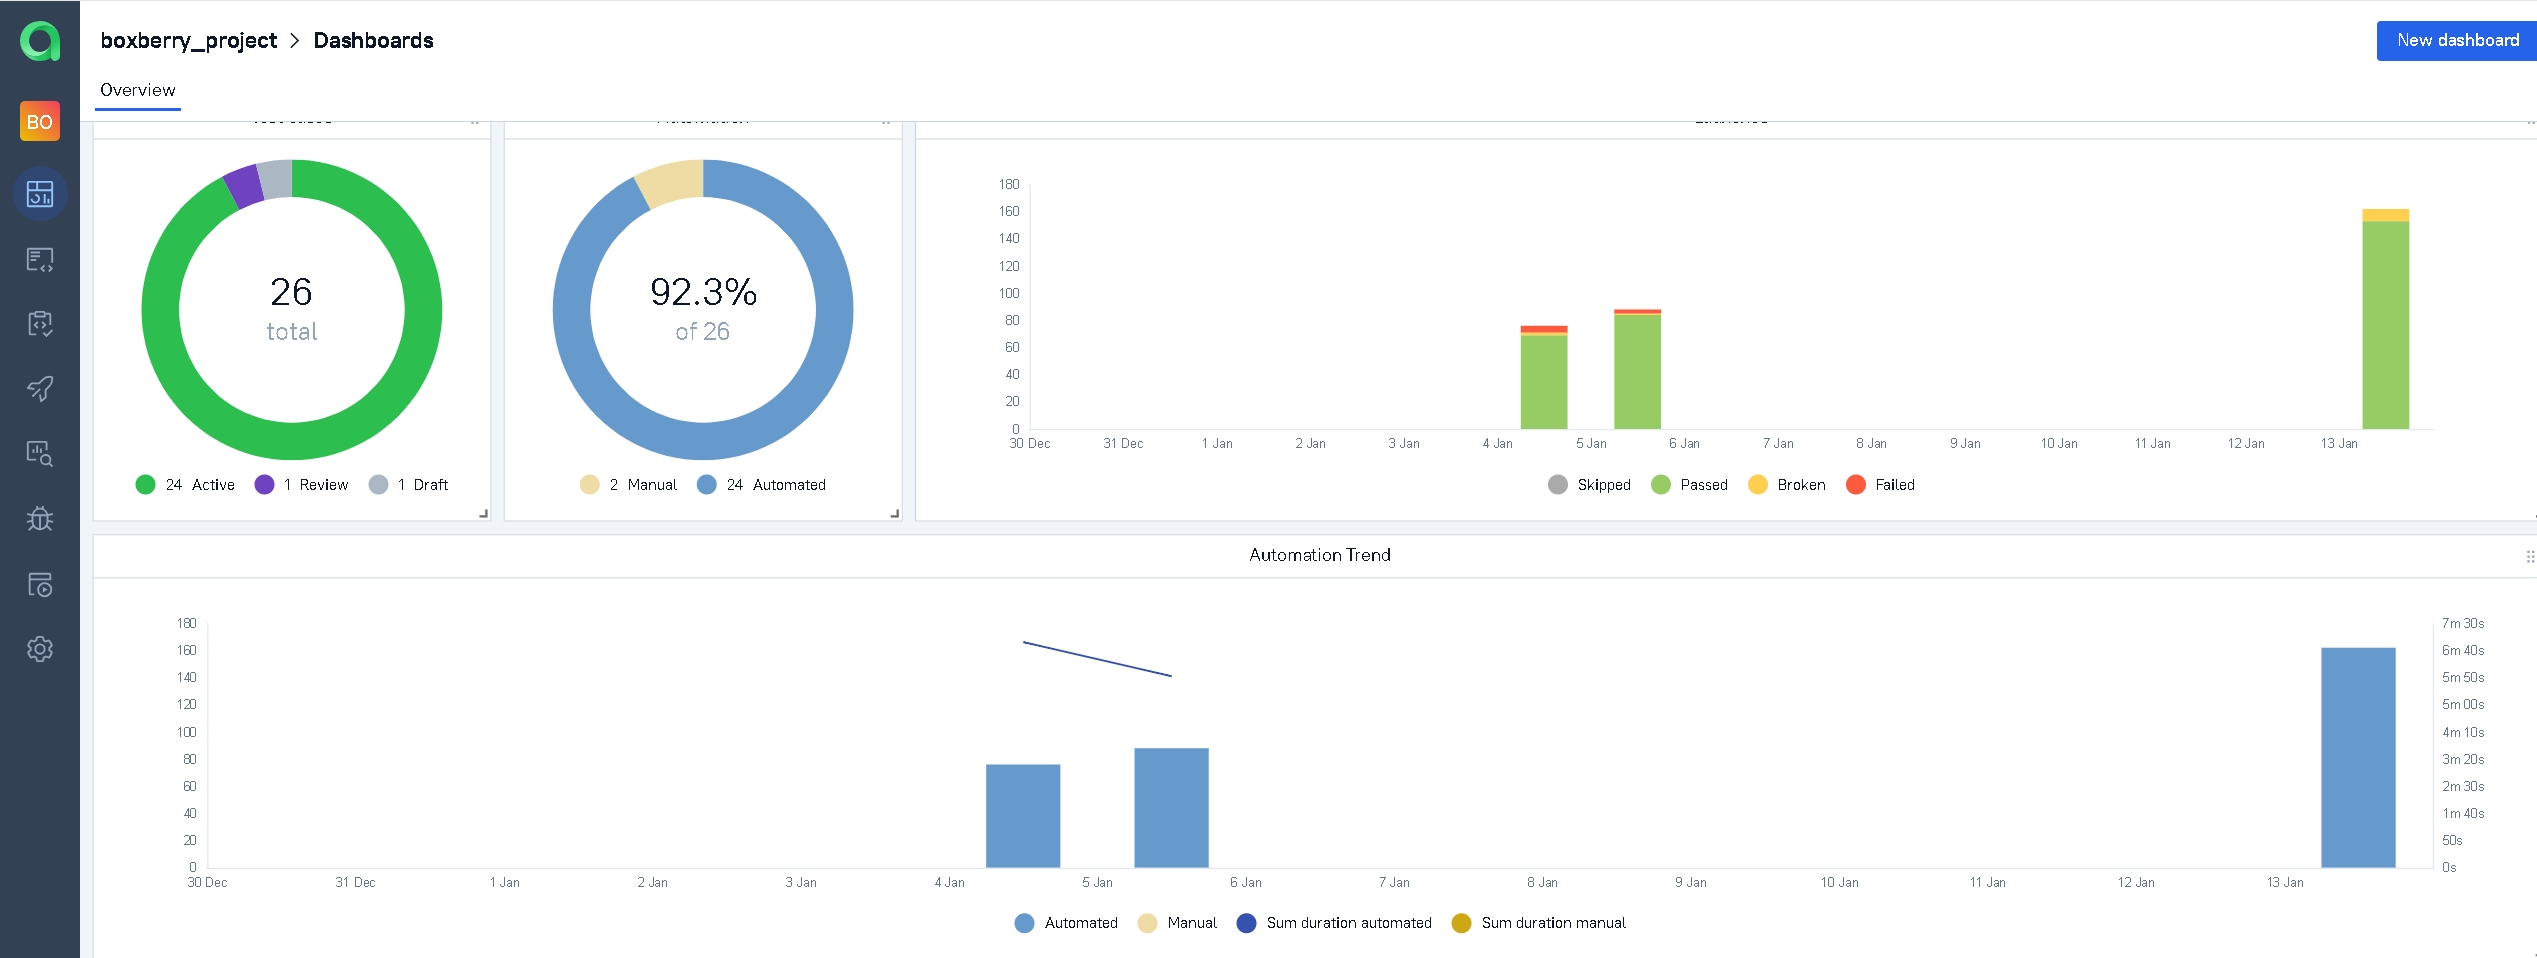 boxberry_project > Dashboards
New dashboard
Overview
BO
26
total
24 Active
1 Review
1 Draft
92.3%
of 26
2 Manual
24 Automated
180
160
140
120
100
80
60
40
20
0
30 Dec
31 Dec
1 Jan
2 Jan
3 Jan
4 Jan
5 Jan
6 Jan
7 Jan
8 Jan
9 Jan
10 Jan
11 Jan
12 Jan
13 Jan
Skipped
Passed
Broken
Failed
Automation Trend
180
160
140
120
100
80
60
40
20
0
7m 30s
6m 40s
5m 50s
5m 00s
4m 10s
3m 20s
2m 30s
1m 40s
50s
0s
30 Dec
31 Dec
1 Jan
2 Jan
3 Jan
4 Jan
5 Jan
6 Jan
7 Jan
8 Jan
9 Jan
10 Jan
11 Jan
12 Jan
13 Jan
Automated
Manual
Sum duration automated
Sum duration manual